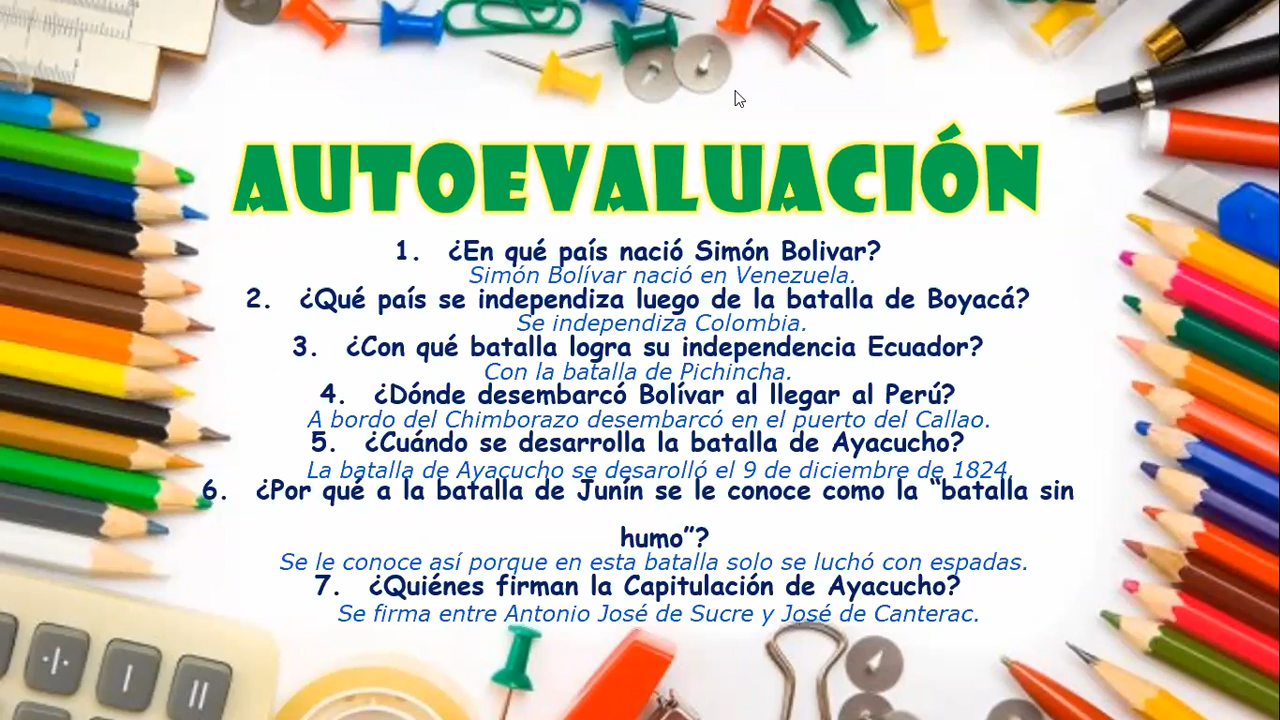 AUTOEVALUACIÓN
1. ¿En qué país nació Simón Bolivar?
Simón Bolívar nació en Venezuela.
2. ¿Qué país se independiza luego de la batalla de Boyacá?
Se independiza Colombia.
3. ¿Con qué batalla logra su independencia Ecuador?
Con la batalla de Pichincha.
4. ¿Dónde desembarcó Bolívar al llegar al Perú?
A bordo del Chimborazo desembarcó en el puerto del Callao.
5. ¿Cuándo se desarrolla la batalla de Ayacucho?
La batalla de Ayacucho se desarolló el 9 de diciembre de 1824.
6. ¿Por qué a la batalla de Junín se le conoce como la “batalla sin
humo”?
Se le conoce así porque en esta batalla solo se luchó con espadas.
7. ¿Quiénes firman la Capitulación de Ayacucho?
Se firma entre Antonio José de Sucre y José de Canterac.